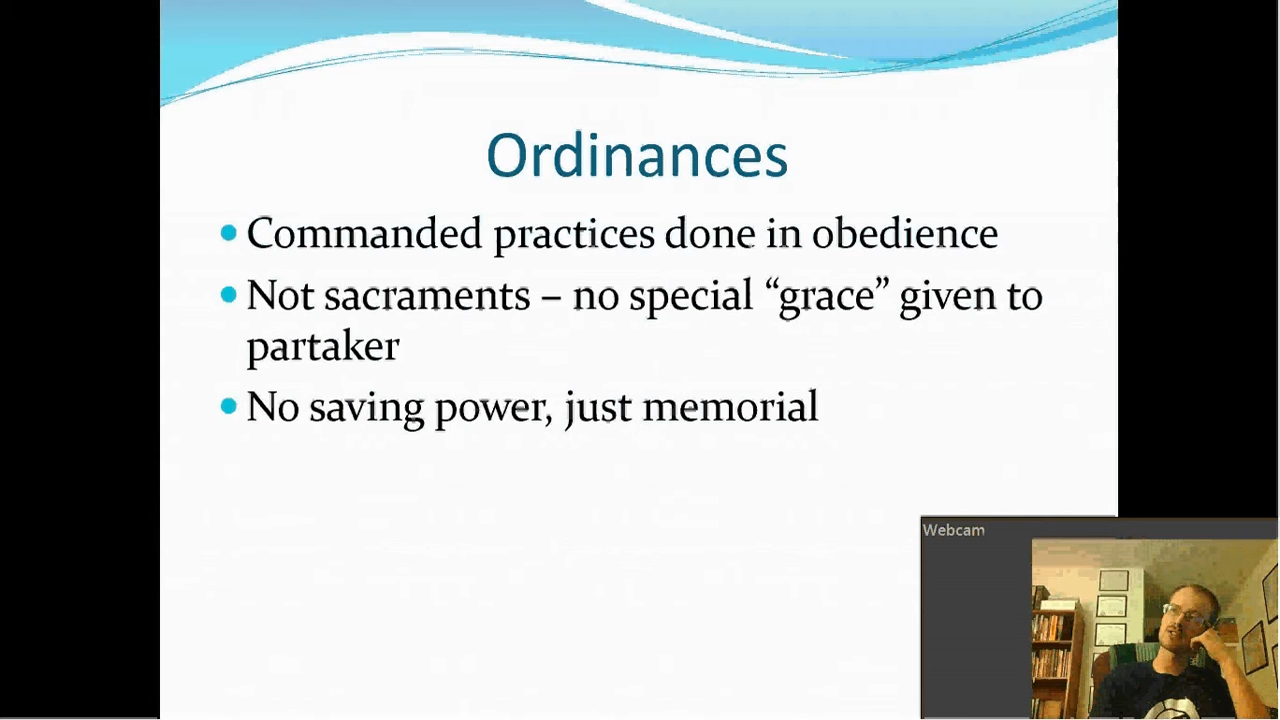 Ordinances
Commanded practices done in obedience
Not sacraments – no special “grace” given to
partaker
No saving power, just memorial
Webcam